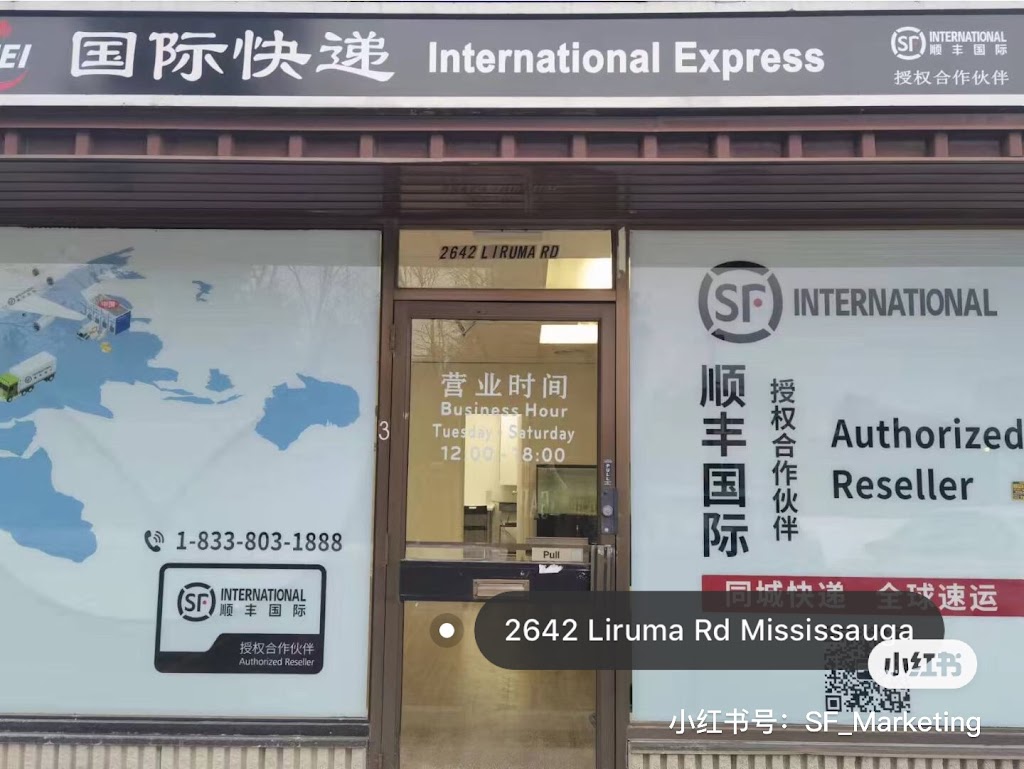 国际快递 International Express
SF INTERNATIONAL
顺丰国际
授权合作伙伴
2642 LIRUMA RD
营业时间
Business Hour
Tuesday - Saturday
12:00 - 18:00
PULL
Pull
3
中国
1-833-803-1888
SF INTERNATIONAL
顺丰国际
授权合作伙伴
Authorized Reseller
SF INTERNATIONAL
顺丰国际
授权合作伙伴
Authorized
Reseller
同城快递 全球速运
2642 Liruma Rd Mississauga
小红书
小红书号：SF_Marketing